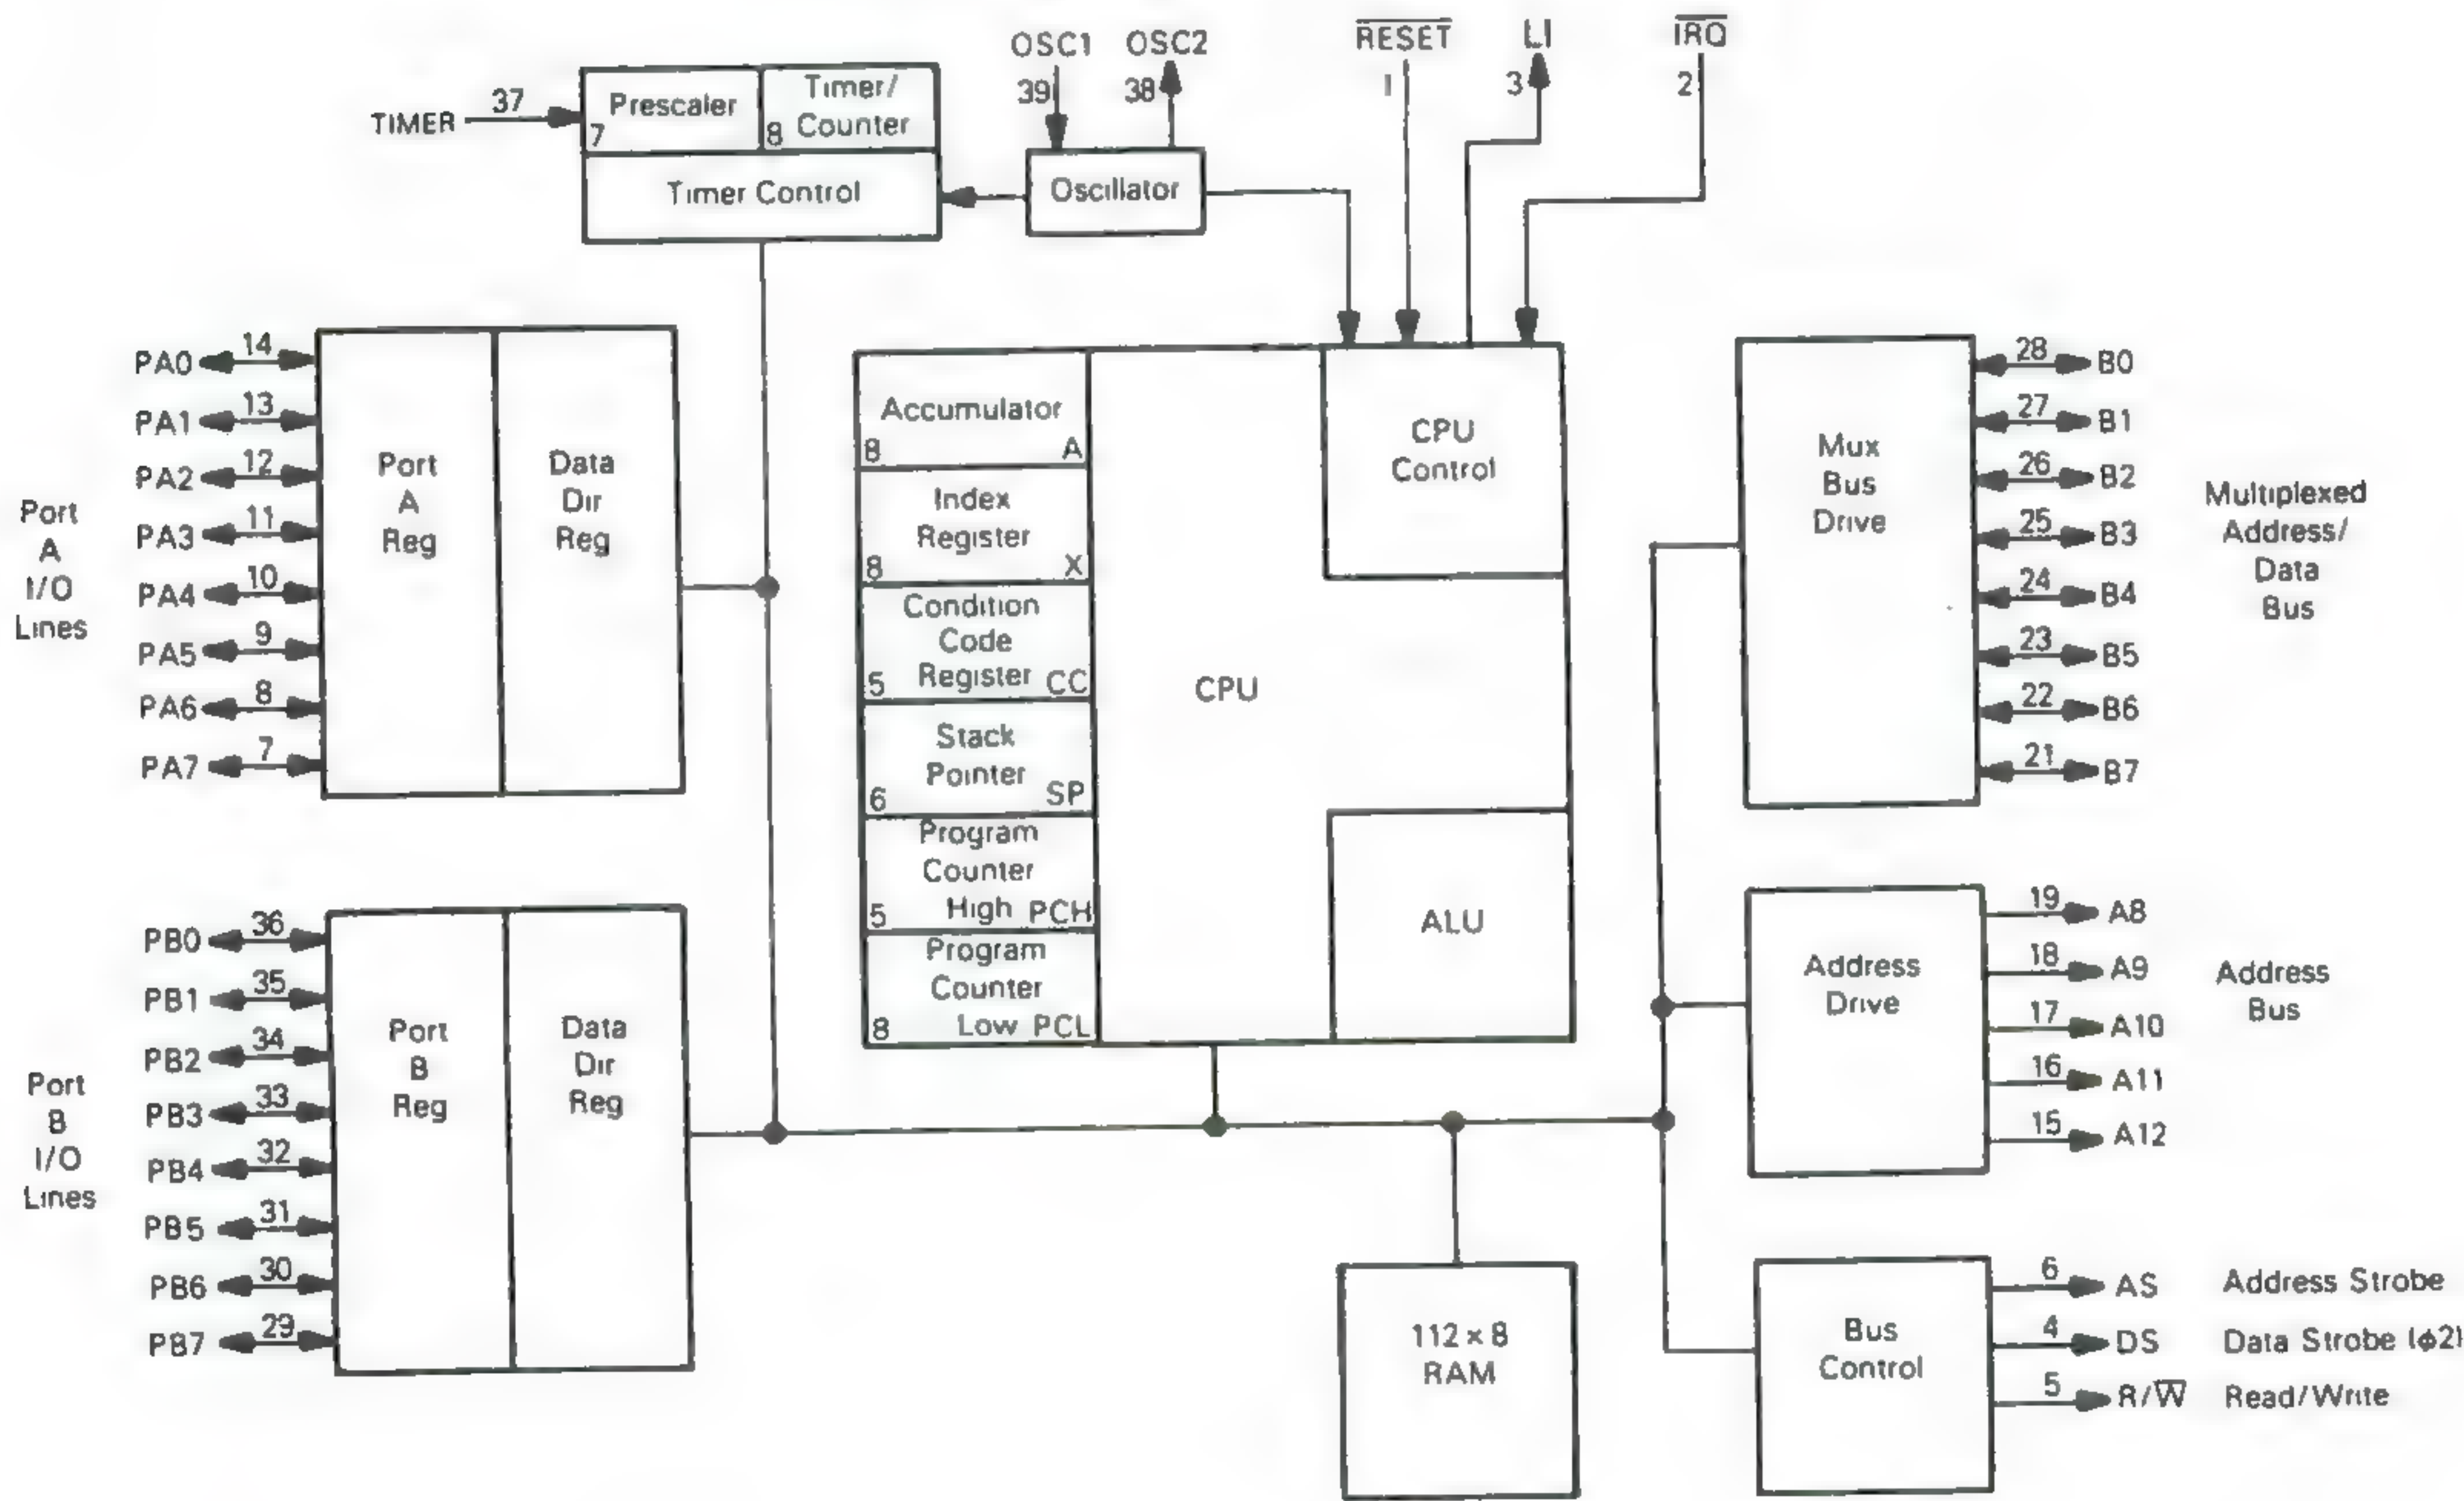 OSC1
OSC2
RESET
LI
IRQ
39
38
1
3
2
TIMER
37
Prescaler
7
Timer/
Counter
8
Timer Control
Oscillator
Port
A
I/O
Lines
PA0
14
PA1
13
PA2
12
PA3
11
PA4
10
PA5
9
PA6
8
PA7
7
Port
A
Reg
Data
Dir
Reg
Accumulator
8 A
Index
Register
8 X
Condition
Code
Register
5 CC
Stack
Pointer
6 SP
Program
Counter
High PCH
5
Program
Counter
Low PCL
8
CPU
CPU
Control
ALU
Mux
Bus
Drive
28
B0
27
B1
26
B2
25
B3
24
B4
23
B5
22
B6
21
B7
Multiplexed
Address/
Data
Bus
Port
B
I/O
Lines
PB0
36
PB1
35
PB2
34
PB3
33
PB4
32
PB5
31
PB6
30
PB7
29
Port
B
Reg
Data
Dir
Reg
112 × 8
RAM
Address
Drive
19
A8
18
A9
17
A10
16
A11
15
A12
Address
Bus
Bus
Control
6
AS Address Strobe
4
DS Data Strobe (φ2)
5
R/W Read/Write